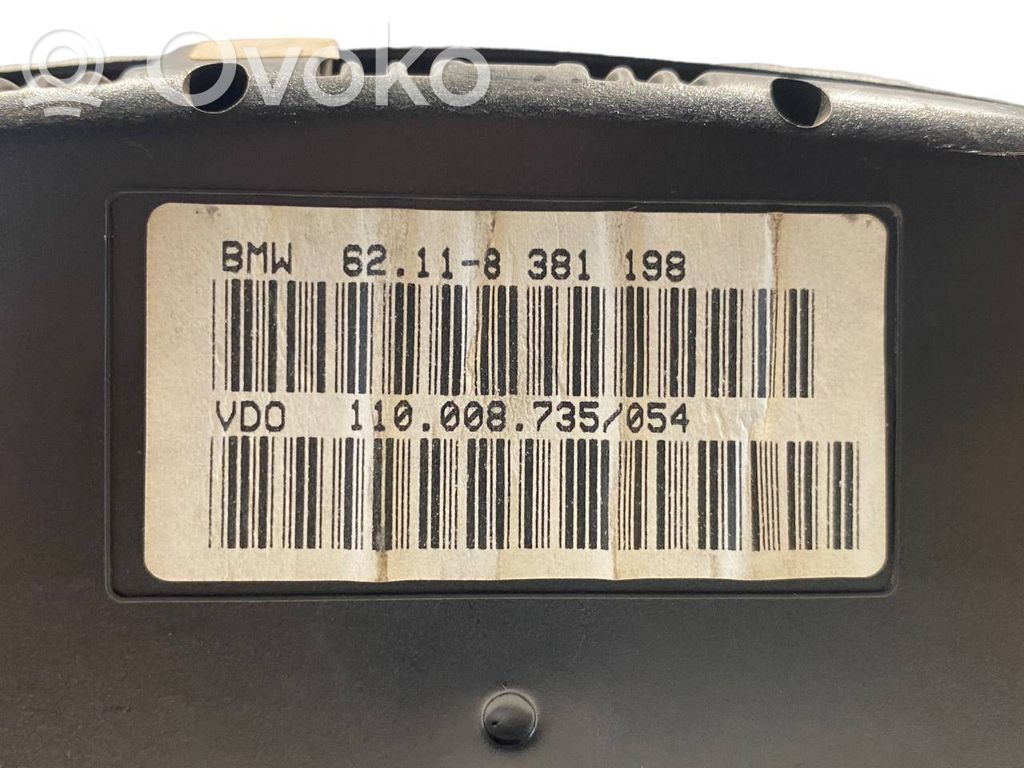 Ovoko
BMW 62.11-8 381 198
VDO 110.008.735/054